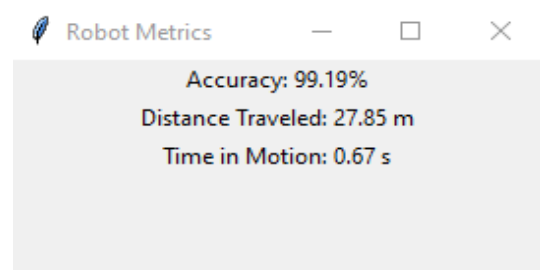 Robot Metrics
Accuracy: 99.19%
Distance Traveled: 27.85 m
Time in Motion: 0.67 s